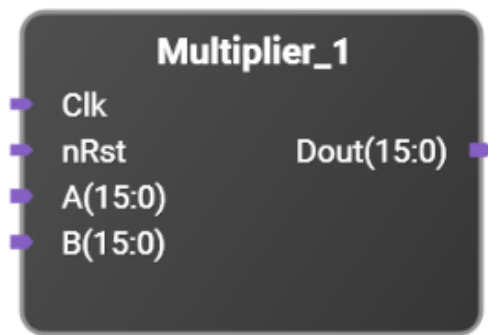 Multiplier_1
Clk
nRst
Dout(15:0)
A(15:0)
B(15:0)